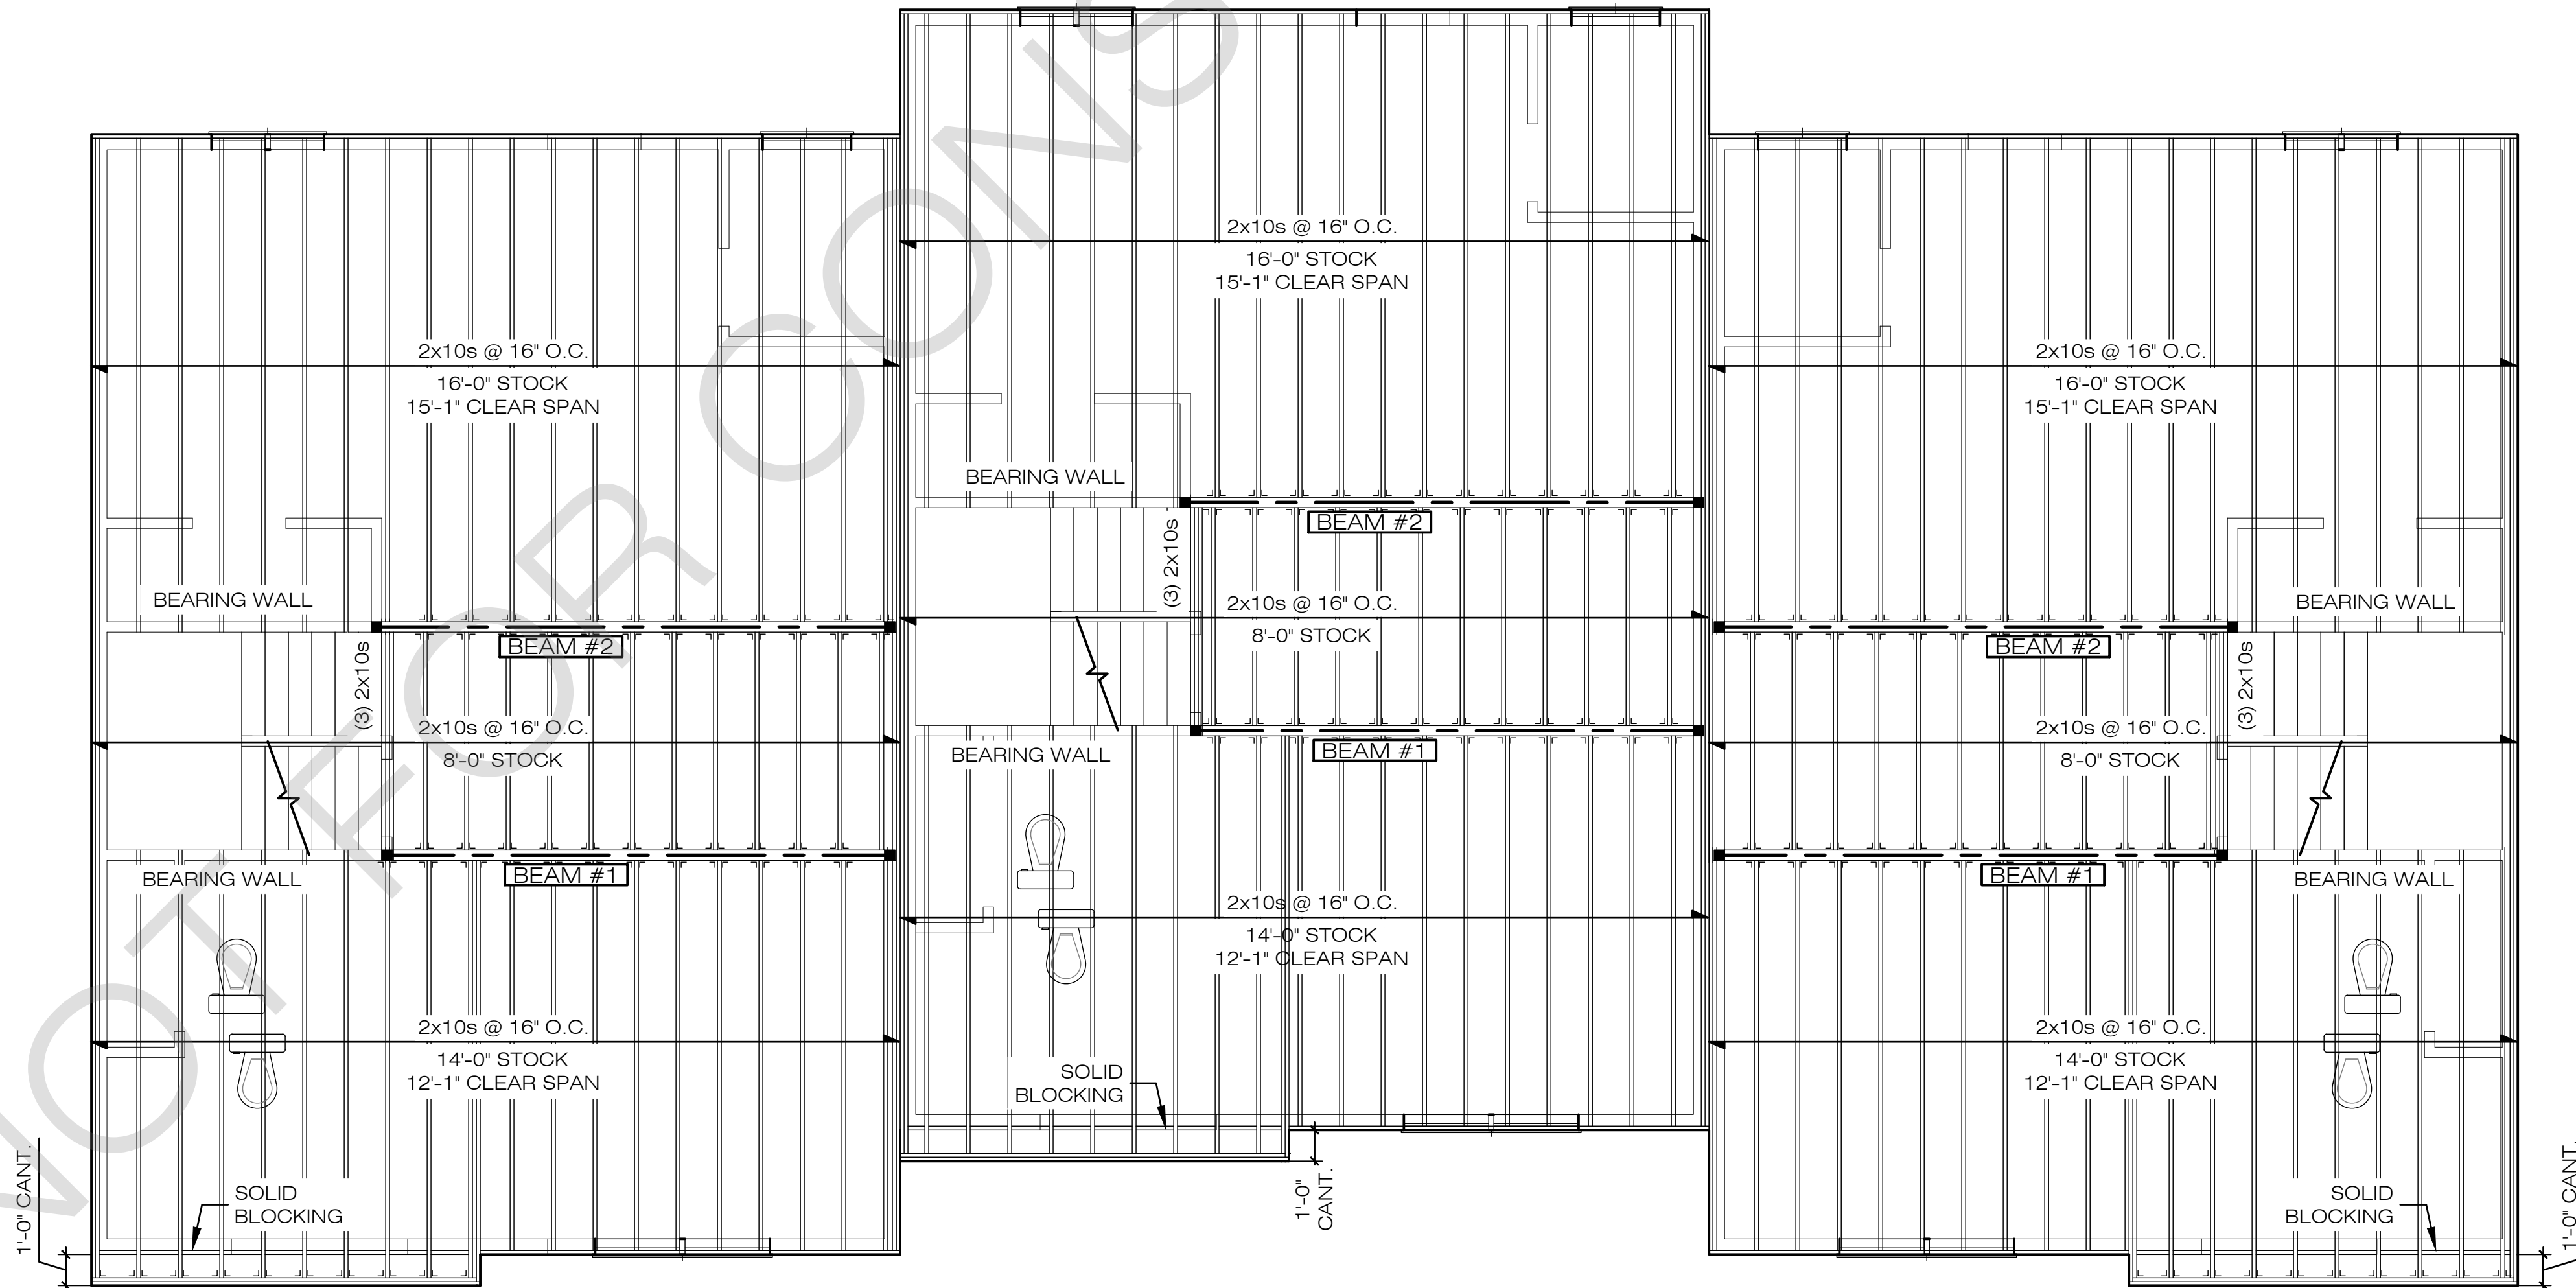 NOT FOR CONS
2x10s @ 16" O.C.
16'-0" STOCK
15'-1" CLEAR SPAN
2x10s @ 16" O.C.
16'-0" STOCK
15'-1" CLEAR SPAN
2x10s @ 16" O.C.
16'-0" STOCK
15'-1" CLEAR SPAN
BEARING WALL
BEARING WALL
BEARING WALL
(3) 2x10s
BEAM #2
(3) 2x10s
BEAM #2
BEAM #2
(3) 2x10s
2x10s @ 16" O.C.
8'-0" STOCK
2x10s @ 16" O.C.
8'-0" STOCK
2x10s @ 16" O.C.
8'-0" STOCK
BEARING WALL
BEAM #1
BEARING WALL
BEAM #1
BEAM #1
BEARING WALL
2x10s @ 16" O.C.
14'-0" STOCK
12'-1" CLEAR SPAN
2x10s @ 16" O.C.
14'-0" STOCK
12'-1" CLEAR SPAN
2x10s @ 16" O.C.
14'-0" STOCK
12'-1" CLEAR SPAN
SOLID
BLOCKING
SOLID
BLOCKING
SOLID
BLOCKING
1'-0" CANT.
1'-0"
CANT.
1'-0" CANT.